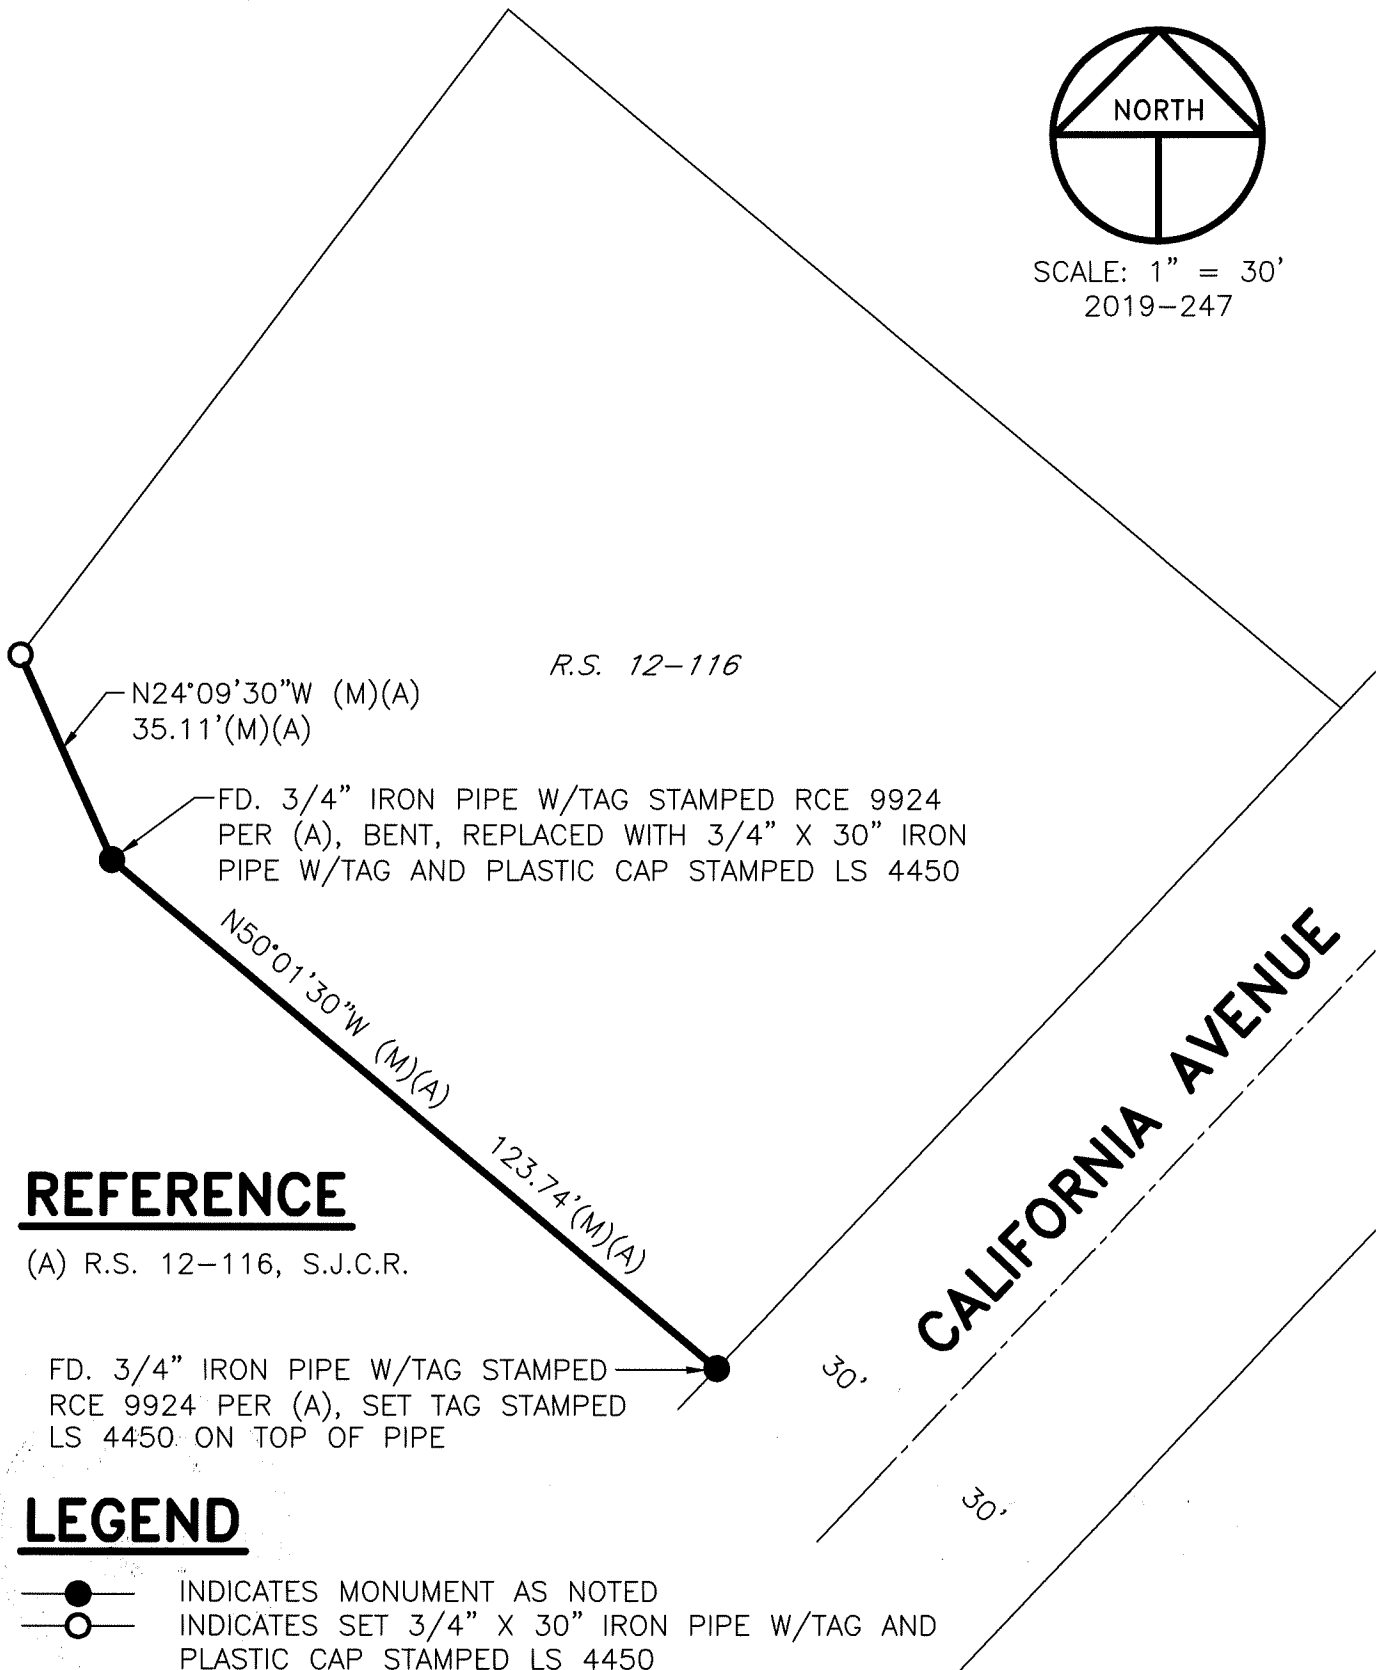 NORTH
SCALE: 1” = 30’
2019–247
R.S. 12–116
N24°09’30”W (M)(A)
35.11’(M)(A)
FD. 3/4” IRON PIPE W/TAG STAMPED RCE 9924
PER (A), BENT, REPLACED WITH 3/4” X 30” IRON
PIPE W/TAG AND PLASTIC CAP STAMPED LS 4450
N50°01’30”W (M)(A)
123.74’(M)(A)
CALIFORNIA AVENUE
30’
30’
REFERENCE
(A) R.S. 12–116, S.J.C.R.
FD. 3/4” IRON PIPE W/TAG STAMPED
RCE 9924 PER (A), SET TAG STAMPED
LS 4450 ON TOP OF PIPE
LEGEND
INDICATES MONUMENT AS NOTED
INDICATES SET 3/4” X 30” IRON PIPE W/TAG AND
PLASTIC CAP STAMPED LS 4450